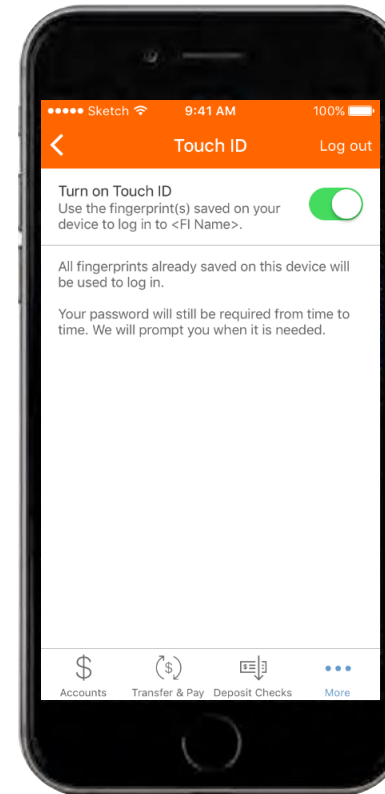 Sketch 9:41 AM 100%
Touch ID Log out
Turn on Touch ID
Use the fingerprint(s) saved on your
device to log in to <FI Name>.
All fingerprints already saved on this device will
be used to log in.
Your password will still be required from time to
time. We will prompt you when it is needed.
$ ($) $
Accounts Transfer & Pay Deposit Checks More